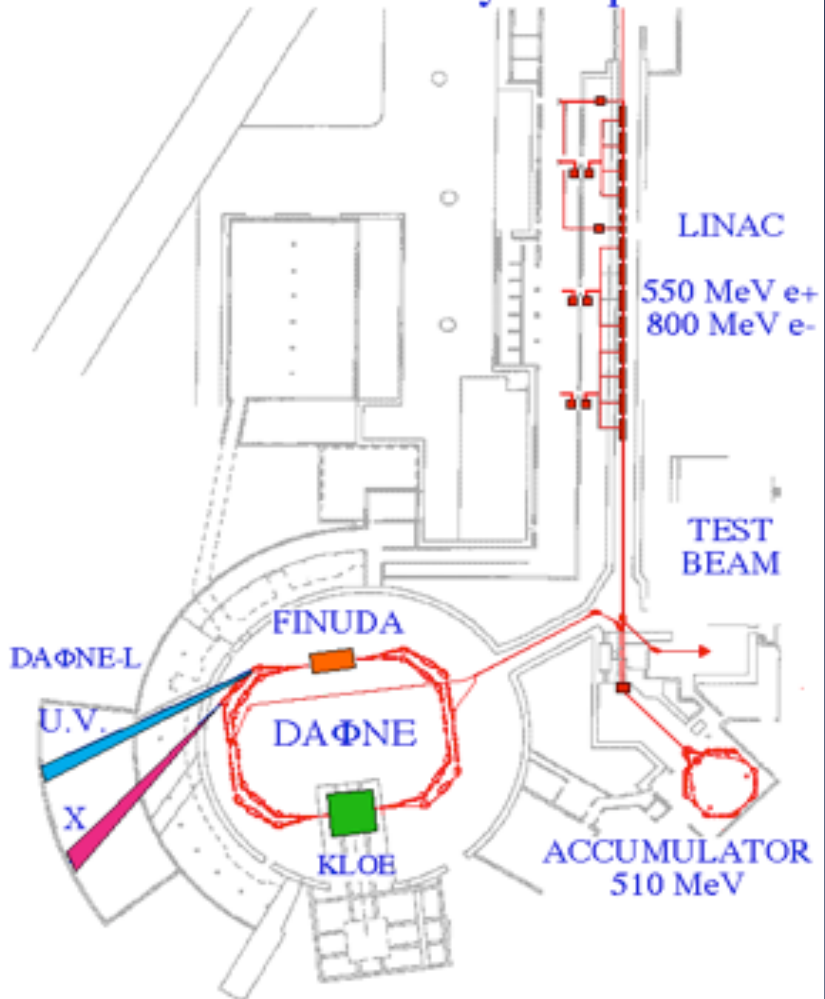 LINAC
550 MeV e+
800 MeV e-
TEST
BEAM
FINUDA
DAΦNE-L
U.V.
DAΦNE
X
KLOE
ACCUMULATOR
510 MeV